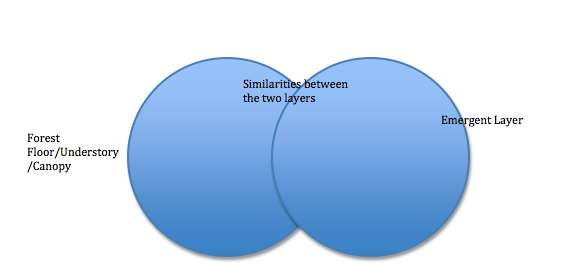 Similarities between
the two layers
Emergent Layer
Forest
Floor/Understory
/Canopy